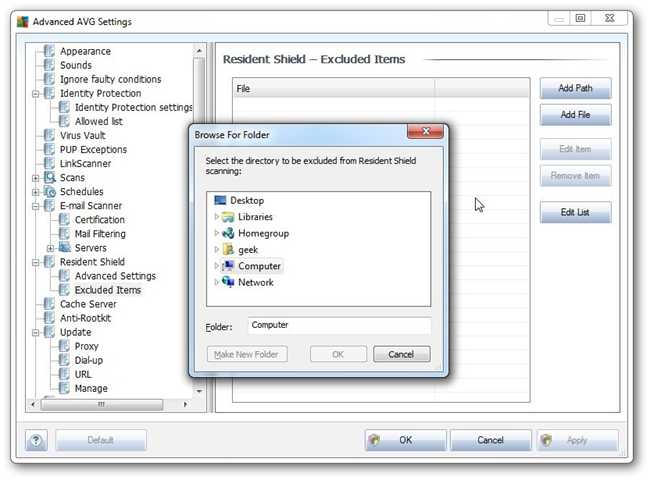 Advanced AVG Settings
Appearance
Sounds
Ignore faulty conditions
Identity Protection
Identity Protection settings
Allowed list
Virus Vault
PUP Exceptions
LinkScanner
Scans
Schedules
E-mail Scanner
Certification
Mail Filtering
Servers
Resident Shield
Advanced Settings
Excluded Items
Cache Server
Anti-Rootkit
Update
Proxy
Dial-up
URL
Manage
Resident Shield – Excluded Items
File
Add Path
Add File
Edit Item
Remove Item
Edit List
Browse For Folder
Select the directory to be excluded from Resident Shield
scanning:
Desktop
Libraries
Homegroup
geek
Computer
Network
Folder: Computer
Make New Folder OK Cancel
? Default OK Cancel Apply